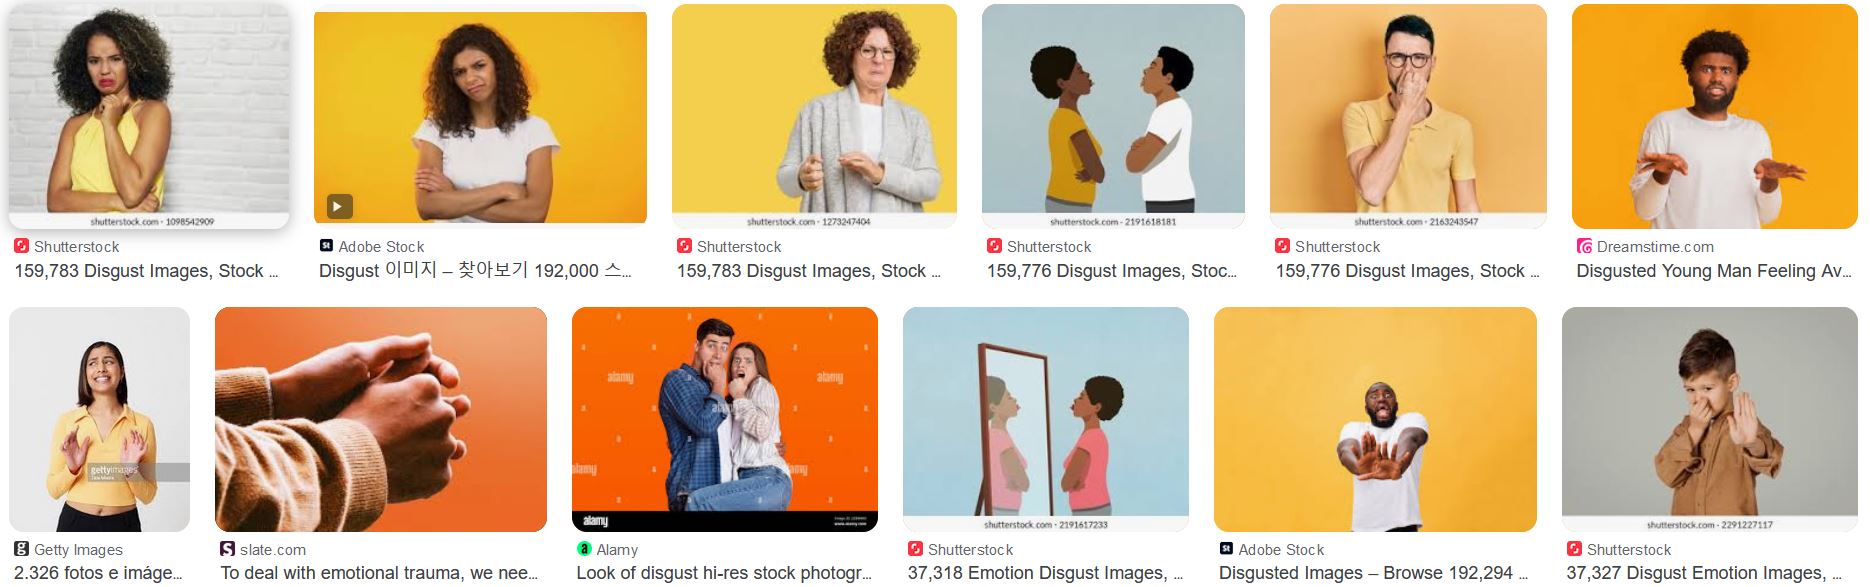 shutterstock.com · 1098542909
shutterstock.com · 1273247404
shutterstock.com · 2191618181
shutterstock.com · 2163243547
Shutterstock
Adobe Stock
Shutterstock
Shutterstock
Shutterstock
Dreamstime.com
159,783 Disgust Images, Stock ...
Disgust 이미지 – 찾아보기 192,000 스...
159,783 Disgust Images, Stock ...
159,776 Disgust Images, Stoc...
159,776 Disgust Images, Stock ...
Disgusted Young Man Feeling Av...
gettyimages
alamy
alamy
alamy
alamy
alamy
alamy
www.alamy.com
shutterstock.com · 2191617233
shutterstock.com · 2291227117
Getty Images
slate.com
Alamy
Shutterstock
Adobe Stock
Shutterstock
2.326 fotos e imáge...
To deal with emotional trauma, we nee...
Look of disgust hi-res stock photogr...
37,318 Emotion Disgust Images, ...
Disgusted Images – Browse 192,294 ...
37,327 Disgust Emotion Images, ...